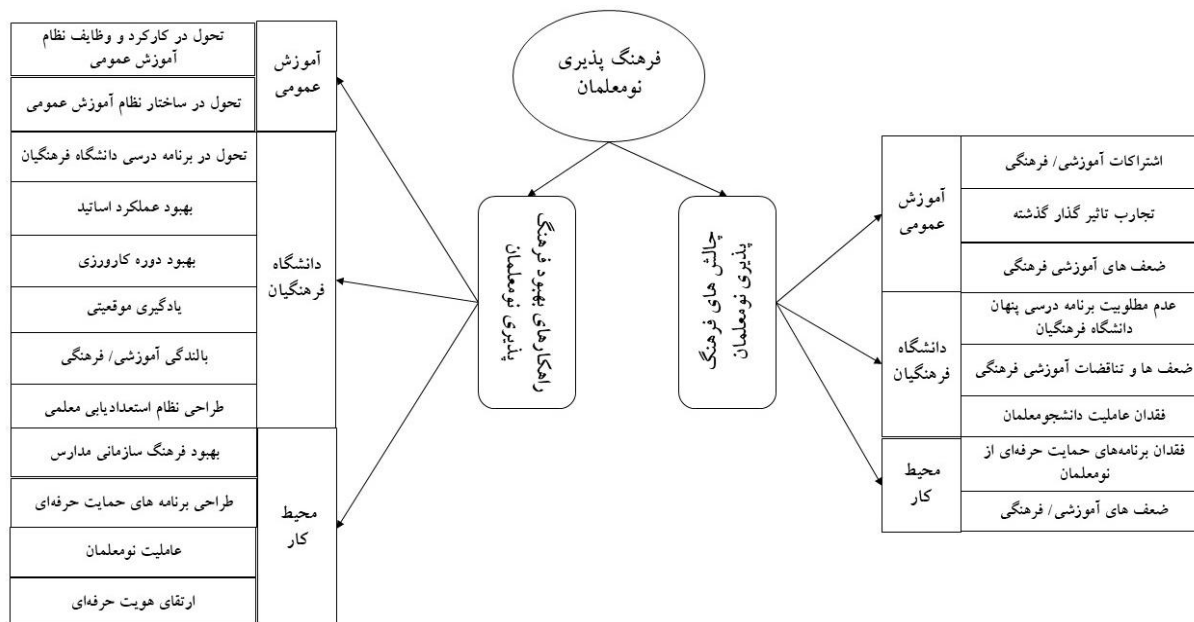 فرهنگ پذیری
نومعلمان
چالش های فرهنگ
پذیری نومعلمان
آموزش
عمومی
اشتراکات آموزشی/ فرهنگی
تجارب تاثیر گذار گذشته
ضعف های آموزشی فرهنگی
دانشگاه
فرهنگیان
عدم مطلوبیت برنامه درسی پنهان
دانشگاه فرهنگیان
ضعف ها و تناقضات آموزشی فرهنگی
فقدان عاملیت دانشجومعلمان
محیط
کار
فقدان برنامه‌های حمایت حرفه‌ای از
نومعلمان
ضعف های آموزشی/ فرهنگی
راهکارهای بهبود فرهنگ
پذیری نومعلمان
آموزش
عمومی
تحول در کارکرد و وظایف نظام
آموزش عمومی
تحول در ساختار نظام آموزش عمومی
دانشگاه
فرهنگیان
تحول در برنامه درسی دانشگاه فرهنگیان
بهبود عملکرد اساتید
بهبود دوره کارورزی
یادگیری موقعیتی
بالندگی آموزشی/ فرهنگی
طراحی نظام استعدادیابی معلمی
محیط
کار
بهبود فرهنگ سازمانی مدارس
طراحی برنامه های حمایت حرفه‌ای
عاملیت نومعلمان
ارتقای هویت حرفه‌ای